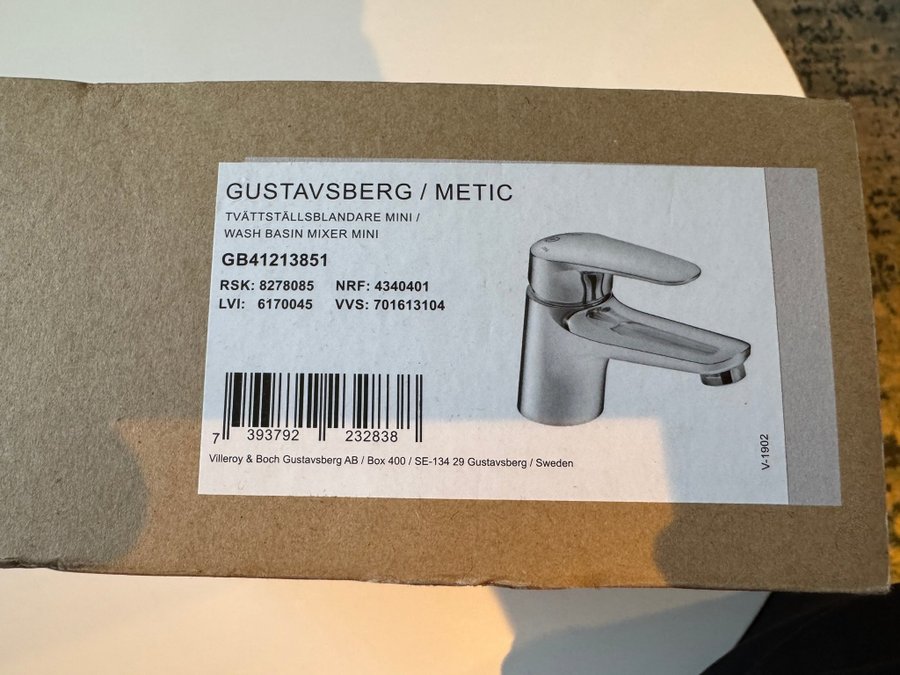 GUSTAVSBERG / METIC
TVÄTTSTÄLLSBLANDARE MINI /
WASH BASIN MIXER MINI
GB41213851
RSK: 8278085 NRF: 4340401
LVI: 6170045 VVS: 701613104
7 393792 232838
Villeroy & Boch Gustavsberg AB / Box 400 / SE-134 29 Gustavsberg / Sweden
V-1902